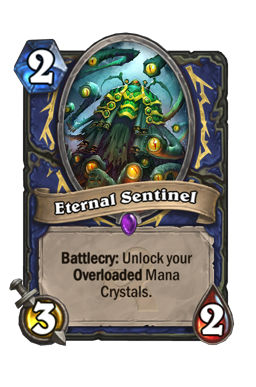 2
Eternal Sentinel
Battlecry: Unlock your
Overloaded Mana
Crystals.
3
2